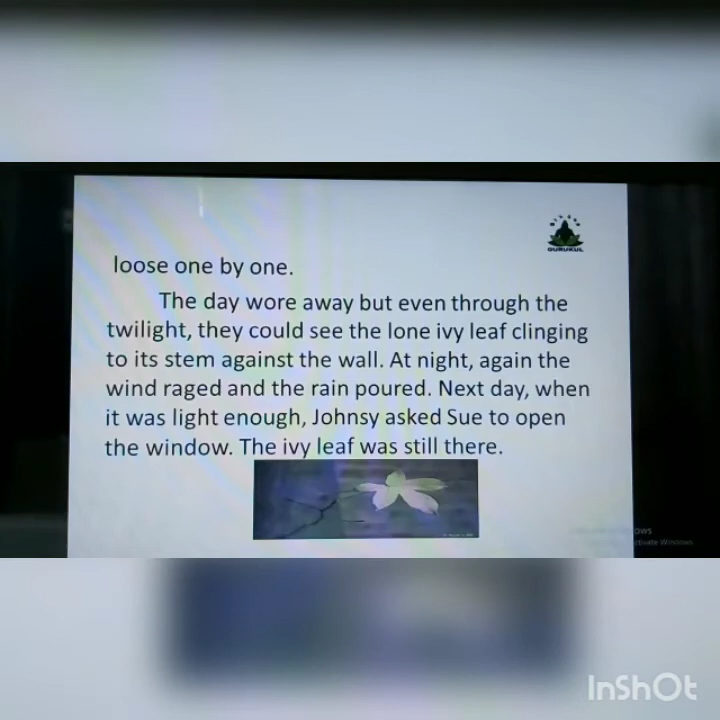 GURUKUL
loose one by one.
The day wore away but even through the
twilight, they could see the lone ivy leaf clinging
to its stem against the wall. At night, again the
wind raged and the rain poured. Next day, when
it was light enough, Johnsy asked Sue to open
the window. The ivy leaf was still there.
InShOt